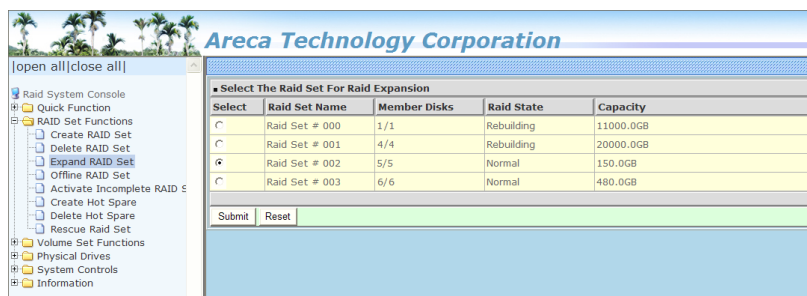 Areca Technology Corporation
|open all|close all|
Raid System Console
Quick Function
RAID Set Functions
Create RAID Set
Delete RAID Set
Expand RAID Set
Offline RAID Set
Activate Incomplete RAID S
Create Hot Spare
Delete Hot Spare
Rescue Raid Set
Volume Set Functions
Physical Drives
System Controls
Information
Select The Raid Set For Raid Expansion
Select Raid Set Name Member Disks Raid State Capacity
Raid Set # 000 1/1 Rebuilding 11000.0GB
Raid Set # 001 4/4 Rebuilding 20000.0GB
Raid Set # 002 5/5 Normal 150.0GB
Raid Set # 003 6/6 Normal 480.0GB
Submit Reset